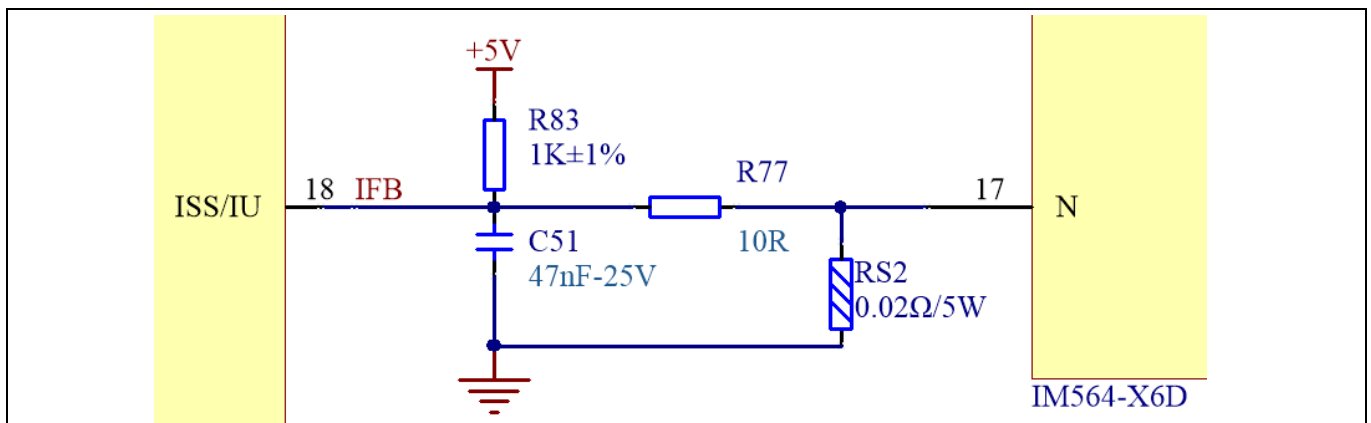 +5V
R83
1K±1%
R77
ISS/IU
18
IFB
17
N
C51
47nF-25V
10R
RS2
0.02Ω/5W
IM564-X6D